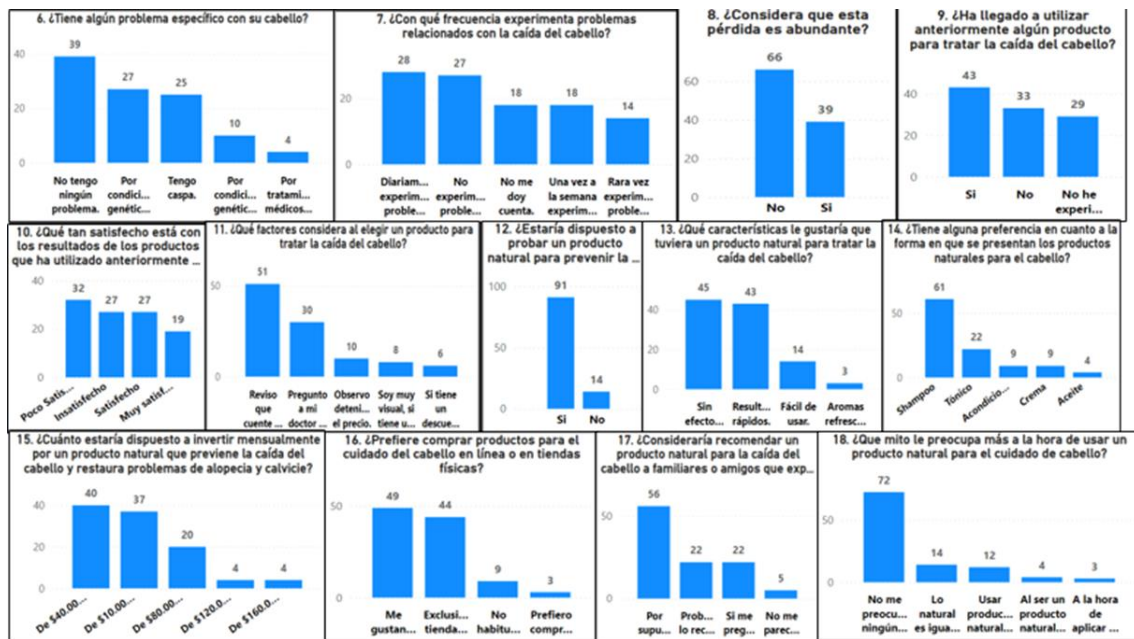 6. ¿Tiene algún problema específico con su cabello?
40
20
0
39
27
25
10
4
No tengo
ningún
problema.
Por
condici...
genétic...
Tengo
caspa.
Por
condici...
genétic...
Por
tratami...
médicos...
7. ¿Con qué frecuencia experimenta problemas
relacionados con la caída del cabello?
20
0
28
27
18
18
14
Diariam...
experim...
proble...
No
experim...
proble...
No me
doy
cuenta.
Una vez a
la semana
experim...
Rara vez
experim...
proble...
8. ¿Considera que esta
pérdida es abundante?
60
40
20
0
66
39
No
Si
9. ¿Ha llegado a utilizar
anteriormente algún producto
para tratar la caída del cabello?
40
20
0
43
33
29
Si
No
No he
experi...
10. ¿Qué tan satisfecho está con
los resultados de los productos
que ha utilizado anteriormente ...
40
20
0
32
27
27
19
Poco Satis...
Insatisfecho
Satisfecho
Muy satisf...
11. ¿Qué factores considera al elegir un producto para
tratar la caída del cabello?
50
0
51
30
10
8
6
Reviso
que
cuente ...
Pregunto
a mi
doctor ...
Observo
deteni...
el precio.
Soy muy
visual, si
tiene u...
Si tiene
un
descue...
12. ¿Estaría dispuesto a
probar un producto
natural para prevenir la ...
100
50
0
91
14
Si
No
13. ¿Qué características le gustaría que
tuviera un producto natural para tratar la
caída del cabello?
40
20
0
45
43
14
3
Sin
efecto...
Result...
rápidos.
Fácil de
usar.
Aromas
refresc...
14. ¿Tiene alguna preferencia en cuanto a la
forma en que se presentan los productos
naturales para el cabello?
50
0
61
22
9
9
4
Shampoo
Tónico
Acondicio...
Crema
Aceite
15. ¿Cuánto estaría dispuesto a invertir mensualmente
por un producto natural que previene la caída del
cabello y restaura problemas de alopecia y calvicie?
40
20
0
40
37
20
4
4
De $40.00...
De $10.00...
De $80.00...
De $120.0...
De $160.0...
16. ¿Prefiere comprar productos para el
cuidado del cabello en línea o en tiendas
físicas?
50
0
49
44
9
3
Me
gustan...
Exclusi...
tienda...
No
habitu...
Prefiero
compr...
17. ¿Consideraría recomendar un
producto natural para la caída del
cabello a familiares o amigos que exp...
50
0
56
22
22
5
Por
supu...
Prob...
lo rec...
Si me
preg...
No me
parec...
18. ¿Que mito le preocupa más a la hora de usar un
producto natural para el cuidado de cabello?
50
0
72
14
12
4
3
No me
preocu...
ningún...
Lo
natural
es igua...
Usar
produc...
natural...
Al ser un
producto
natural...
A la hora
de
aplicar ...